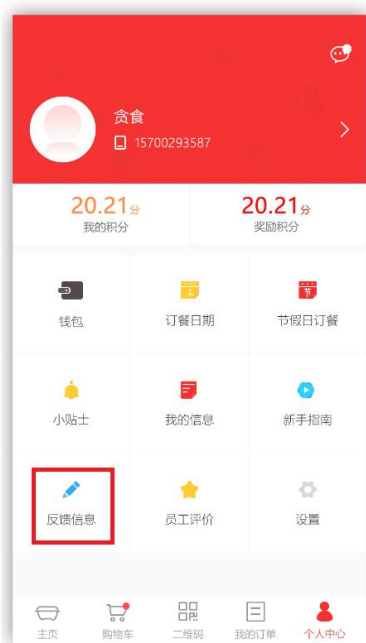 贪食
15700293587
20.21分
我的积分
20.21分
奖励积分
钱包
订餐日期
节假日订餐
小贴士
我的信息
新手指南
反馈信息
员工评价
设置
主页
购物车
二维码
我的订单
个人中心